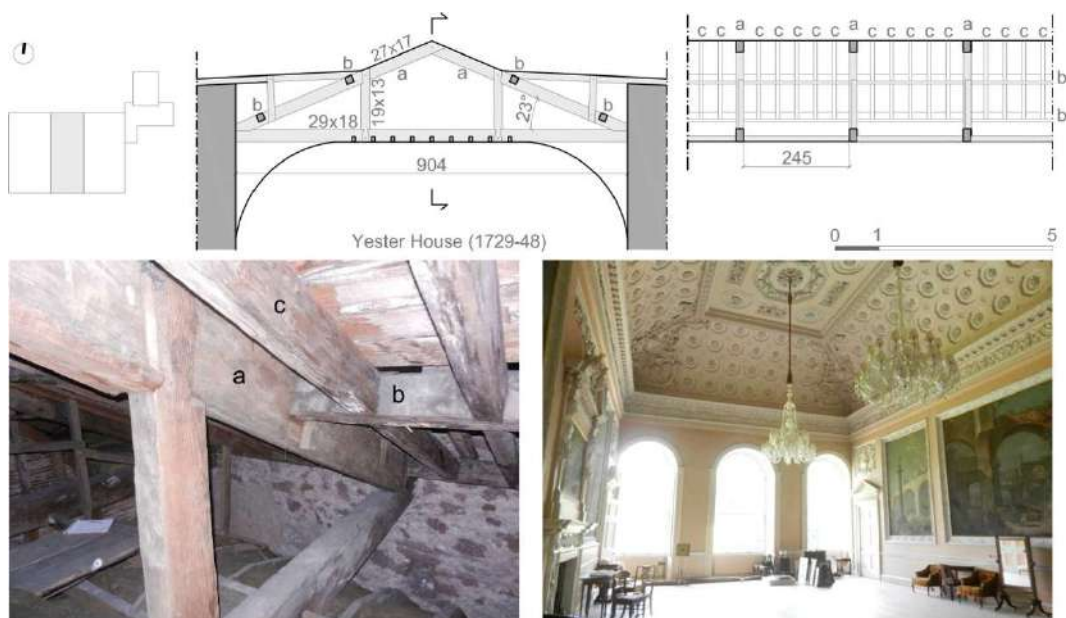 27x17
b a a b
19x13
b 23° b
29x18
904
Yester House (1729-48)
c c a c c c c c a c c c c c a c c c c
b
b
245
0 1 5
c
a
b